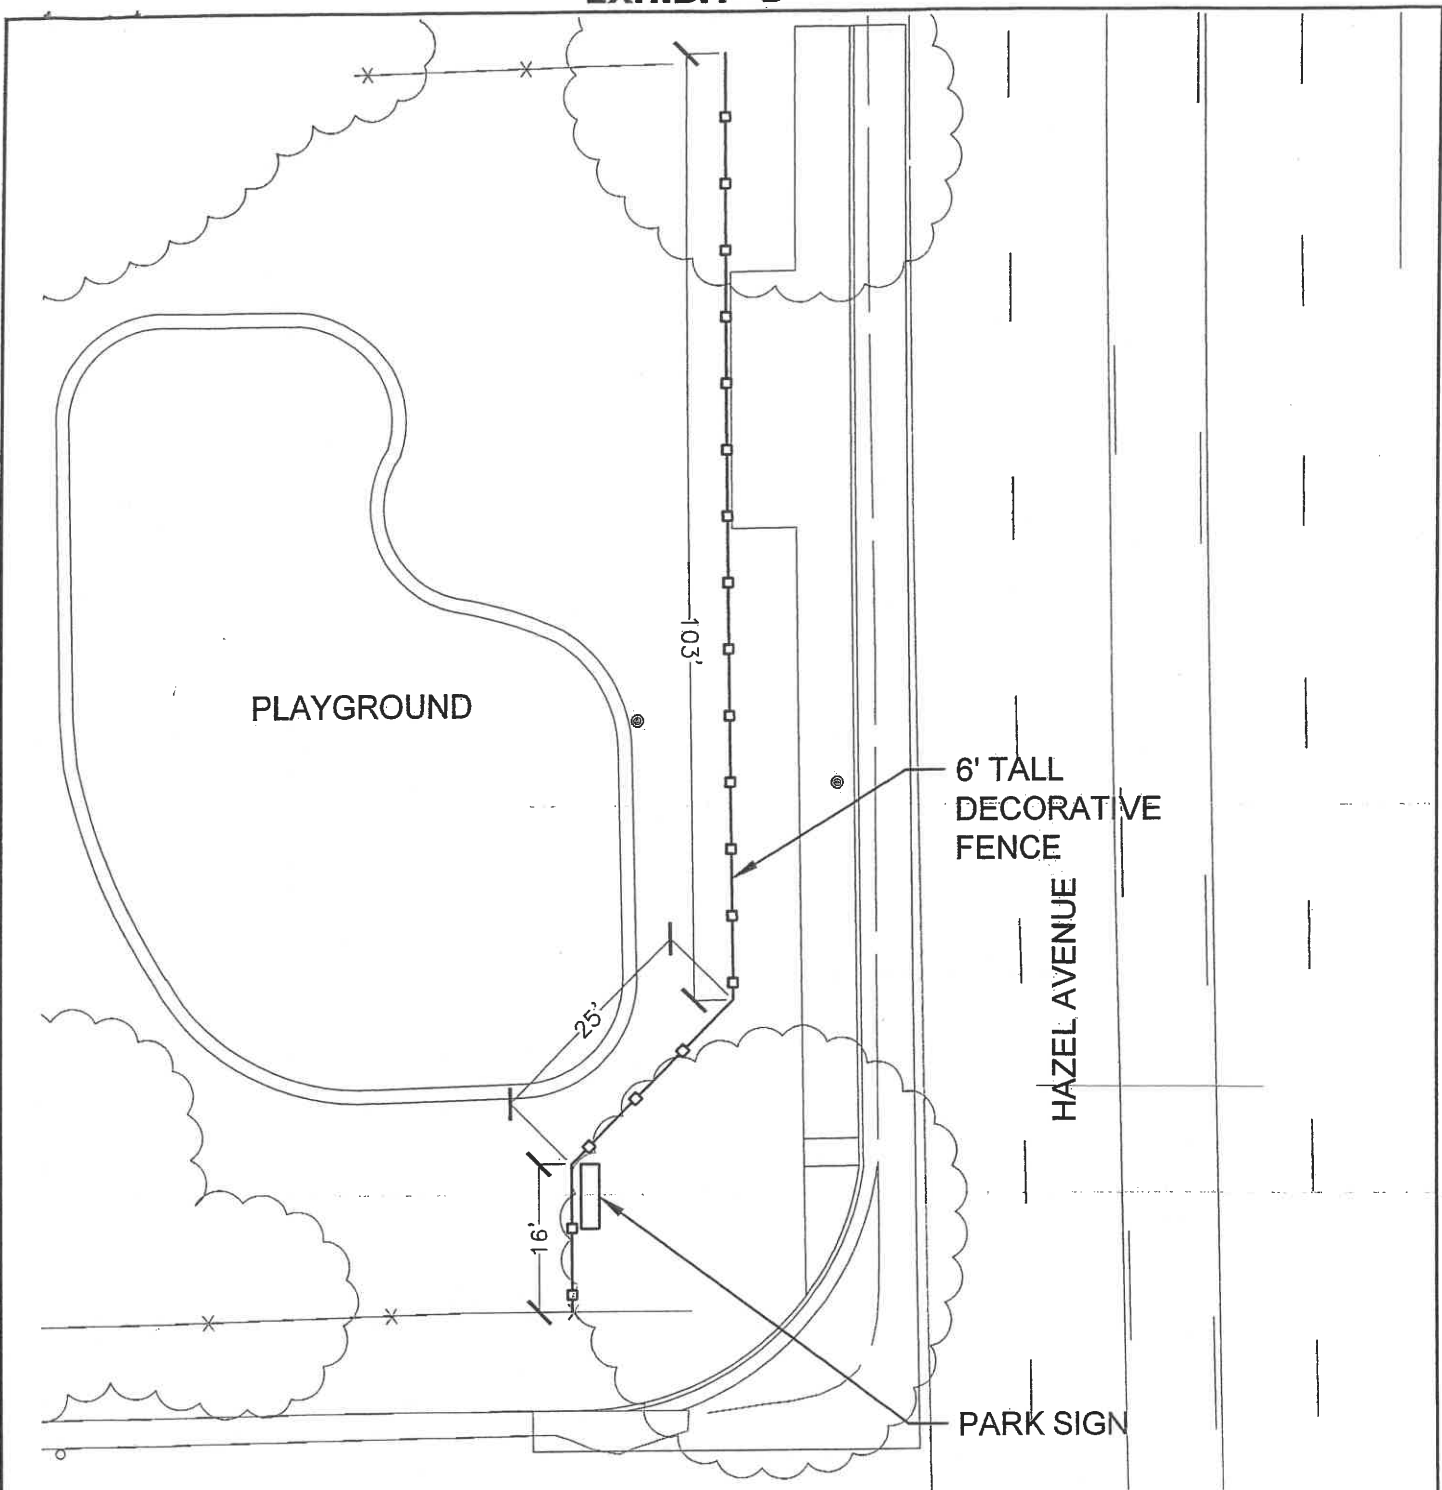 103'
PLAYGROUND
6' TALL
DECORATIVE
FENCE
HAZEL AVENUE
25'
16'
PARK SIGN